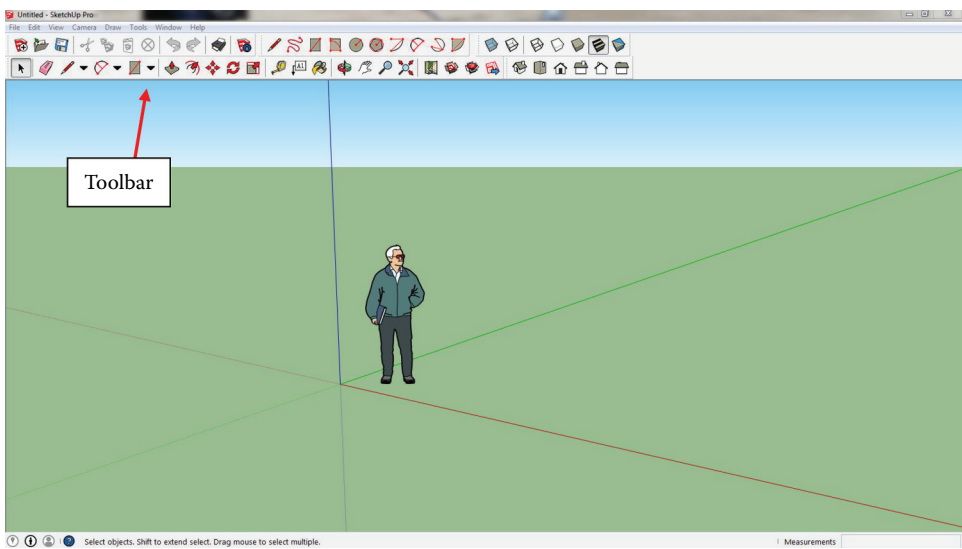 Untitled - SketchUp Pro
File Edit View Camera Draw Tools Window Help
A1
Toolbar
Select objects. Shift to extend select. Drag mouse to select multiple.
Measurements